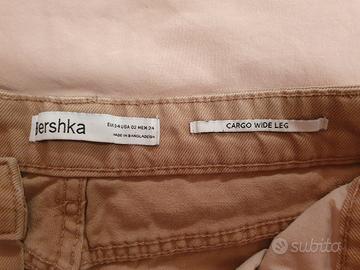 Bershka
EUR 34 USA 02 MEX 24
MADE IN BANGLADESH
CARGO WIDE LEG
subito